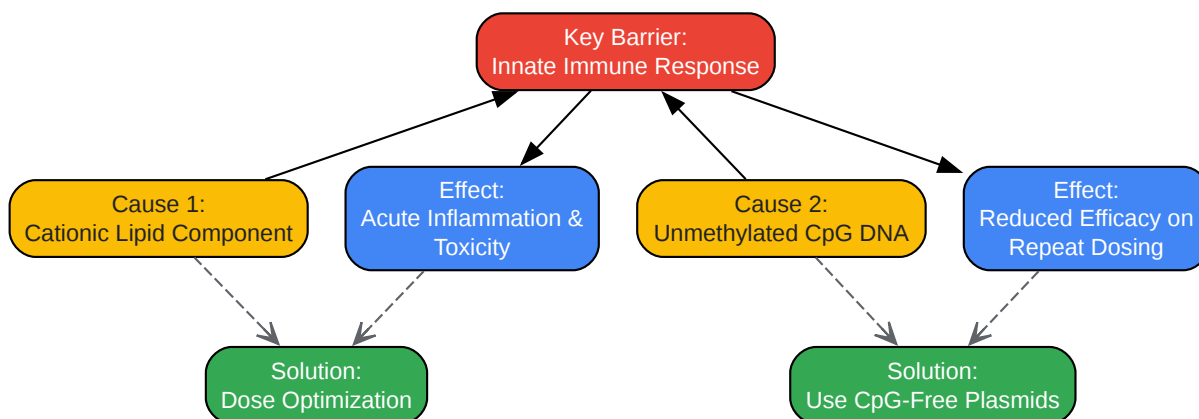 Key Barrier:
Innate Immune Response
Cause 1:
Cationic Lipid Component
Effect:
Acute Inflammation &
Toxicity
Cause 2:
Unmethylated CpG DNA
Effect:
Reduced Efficacy on
Repeat Dosing
Solution:
Dose Optimization
Solution:
Use CpG-Free Plasmids